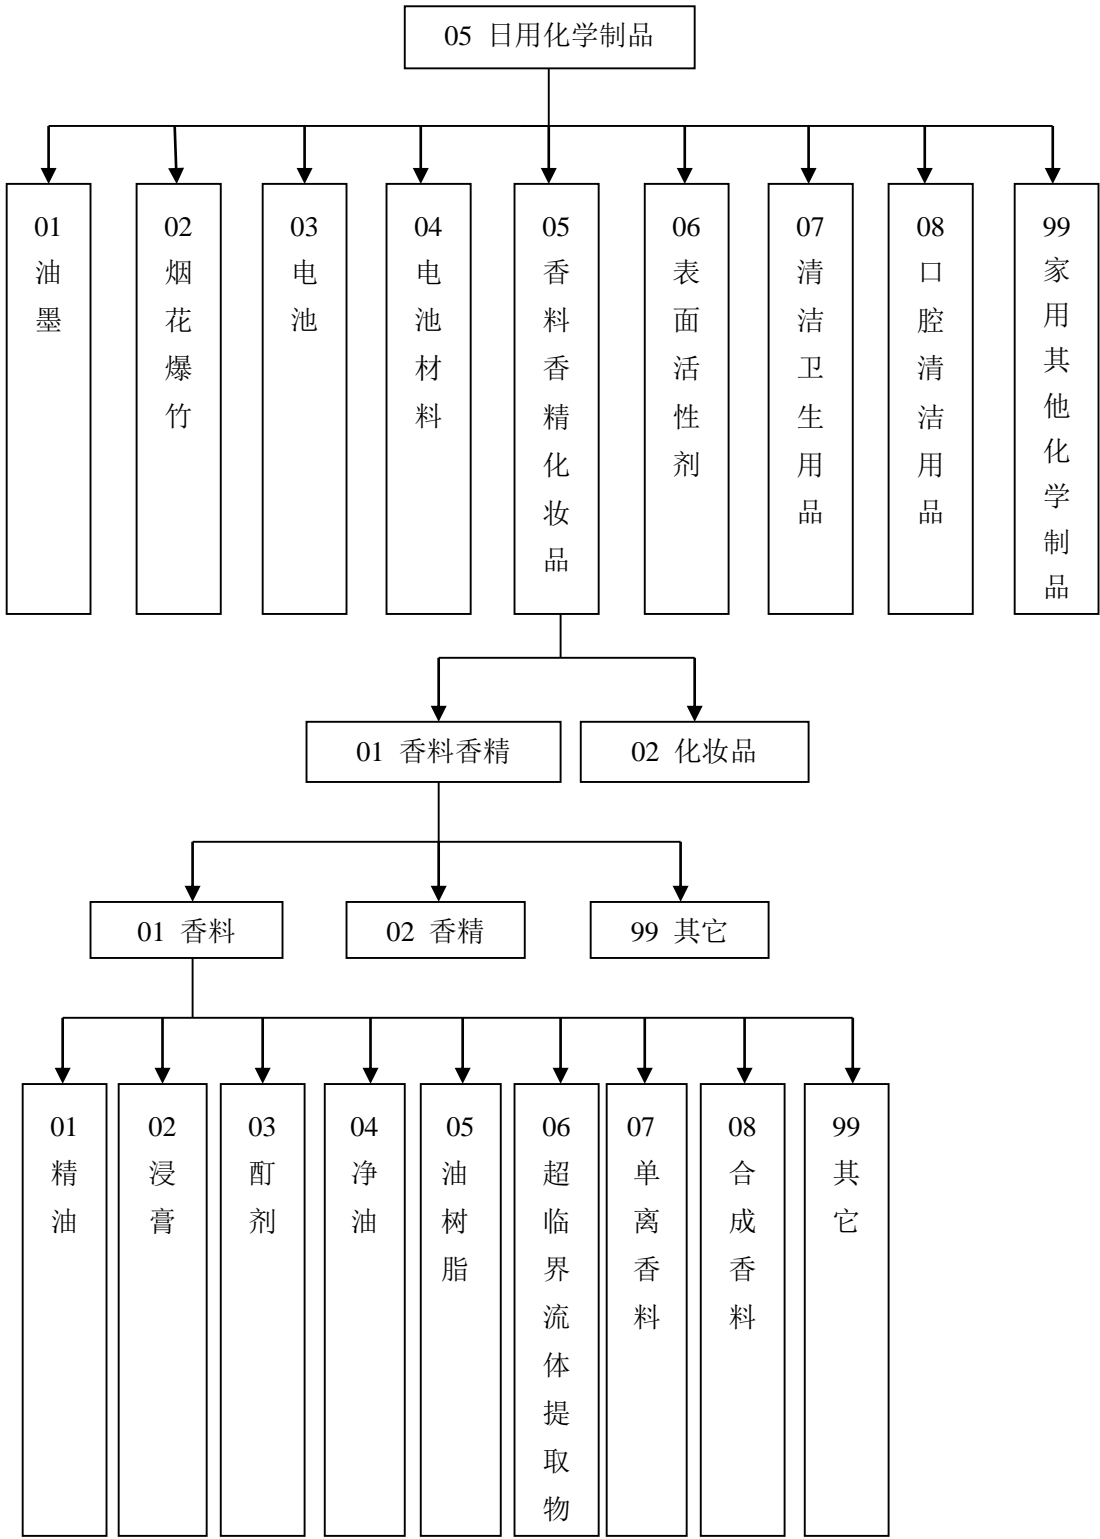 05 日用化学制品
01 油墨
02 烟花爆竹
03 电池
04 电池材料
05 香料香精化妆品
06 表面活性剂
07 清洁卫生用品
08 口腔清洁用品
99 家用其他化学制品
01 香料香精
02 化妆品
01 香料
02 香精
99 其它
01 精油
02 浸膏
03 酊剂
04 净油
05 油树脂
06 超临界流体提取物
07 单离香料
08 合成香料
99 其它